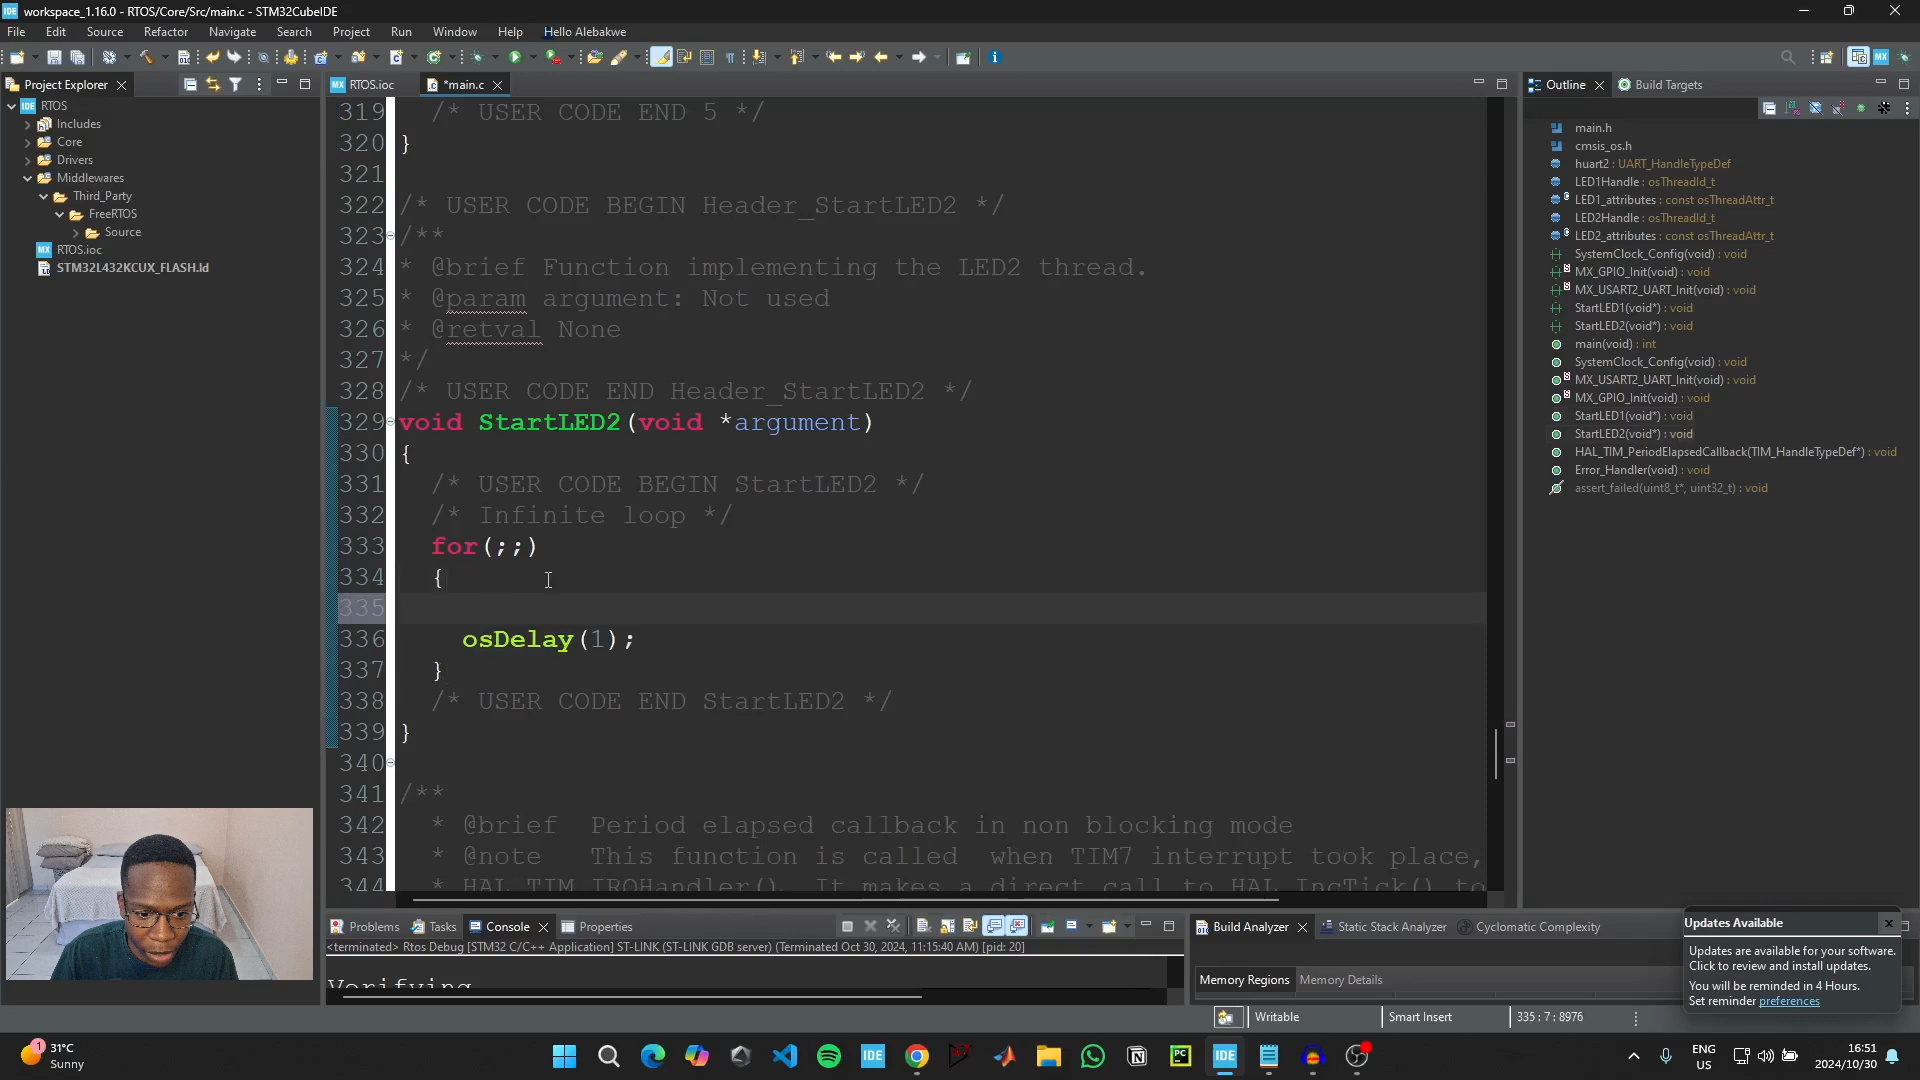 workspace_1.16.0 - RTOS/Core/Src/main.c - STM32CubeIDE
File Edit Source Refactor Navigate Search Project Run Window Help Hello Alebakwe
Project Explorer
RTOS
Includes
Core
Drivers
Middlewares
Third_Party
FreeRTOS
Source
RTOS.ioc
STM32L432KCUX_FLASH.ld
RTOS.ioc
*main.c
319 /* USER CODE END 5 */
320 }
321
322 /* USER CODE BEGIN Header_StartLED2 */
323 /**
324 * @brief Function implementing the LED2 thread.
325 * @param argument: Not used
326 * @retval None
327 */
328 /* USER CODE END Header_StartLED2 */
329 void StartLED2(void *argument)
330 {
331 /* USER CODE BEGIN StartLED2 */
332 /* Infinite loop */
333 for(;;)
334 {
335
336 osDelay(1);
337 }
338 /* USER CODE END StartLED2 */
339 }
340
341 /**
342 * @brief Period elapsed callback in non blocking mode
343 * @note This function is called when TIM7 interrupt took place,
344 * HAL_TIM_IRQHandler(). It makes a direct call to HAL_IncTick() to
Outline
Build Targets
main.h
cmsis_os.h
huart2 : UART_HandleTypeDef
LED1Handle : osThreadId_t
LED1_attributes : const osThreadAttr_t
LED2Handle : osThreadId_t
LED2_attributes : const osThreadAttr_t
SystemClock_Config(void) : void
MX_GPIO_Init(void) : void
MX_USART2_UART_Init(void) : void
StartLED1(void*) : void
StartLED2(void*) : void
main(void) : int
SystemClock_Config(void) : void
MX_USART2_UART_Init(void) : void
MX_GPIO_Init(void) : void
StartLED1(void*) : void
StartLED2(void*) : void
HAL_TIM_PeriodElapsedCallback(TIM_HandleTypeDef*) : void
Error_Handler(void) : void
assert_failed(uint8_t*, uint32_t) : void
Problems Tasks Console Properties
<terminated> Rtos Debug [STM32 C/C++ Application] ST-LINK (ST-LINK GDB server) (Terminated Oct 30, 2024, 11:15:40 AM) [pid: 20]
Verifying
Build Analyzer Static Stack Analyzer Cyclomatic Complexity
Memory Regions Memory Details
Updates Available
Updates are available for your software.
Click to review and install updates.
You will be reminded in 4 Hours.
Set reminder preferences
Writable Smart Insert 335 : 7 : 8976
1
31°C
Sunny
ENG
US
16:51
2024/10/30